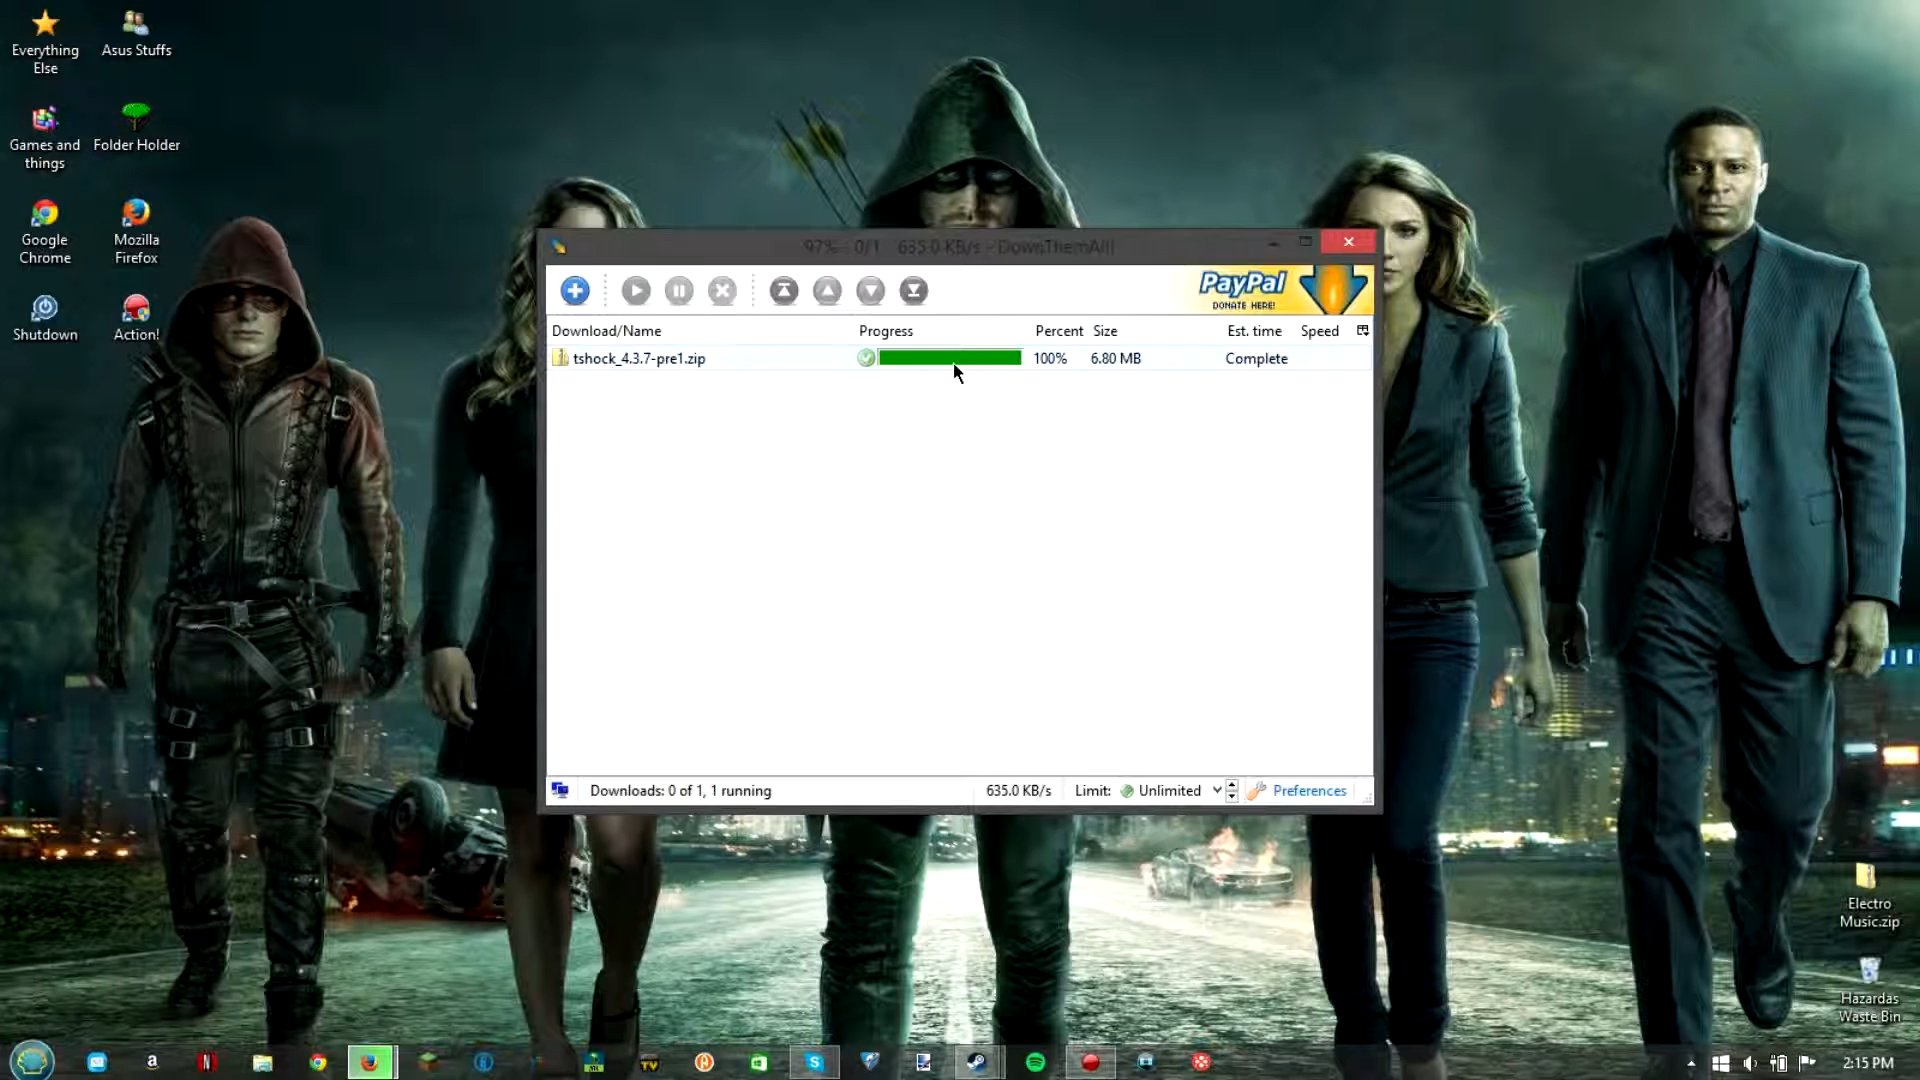 Everything Else
Asus Stuffs
Games and things
Folder Holder
Google Chrome
Mozilla Firefox
Shutdown
Action!
97% - 0/1 635.0 KB/s - DownThemAll!
PayPal
DONATE HERE!
Download/Name Progress Percent Size Est. time Speed
tshock_4.3.7-pre1.zip 100% 6.80 MB Complete
Downloads: 0 of 1, 1 running 635.0 KB/s Limit: Unlimited Preferences
Electro Music.zip
Hazardas Waste Bin
2:15 PM